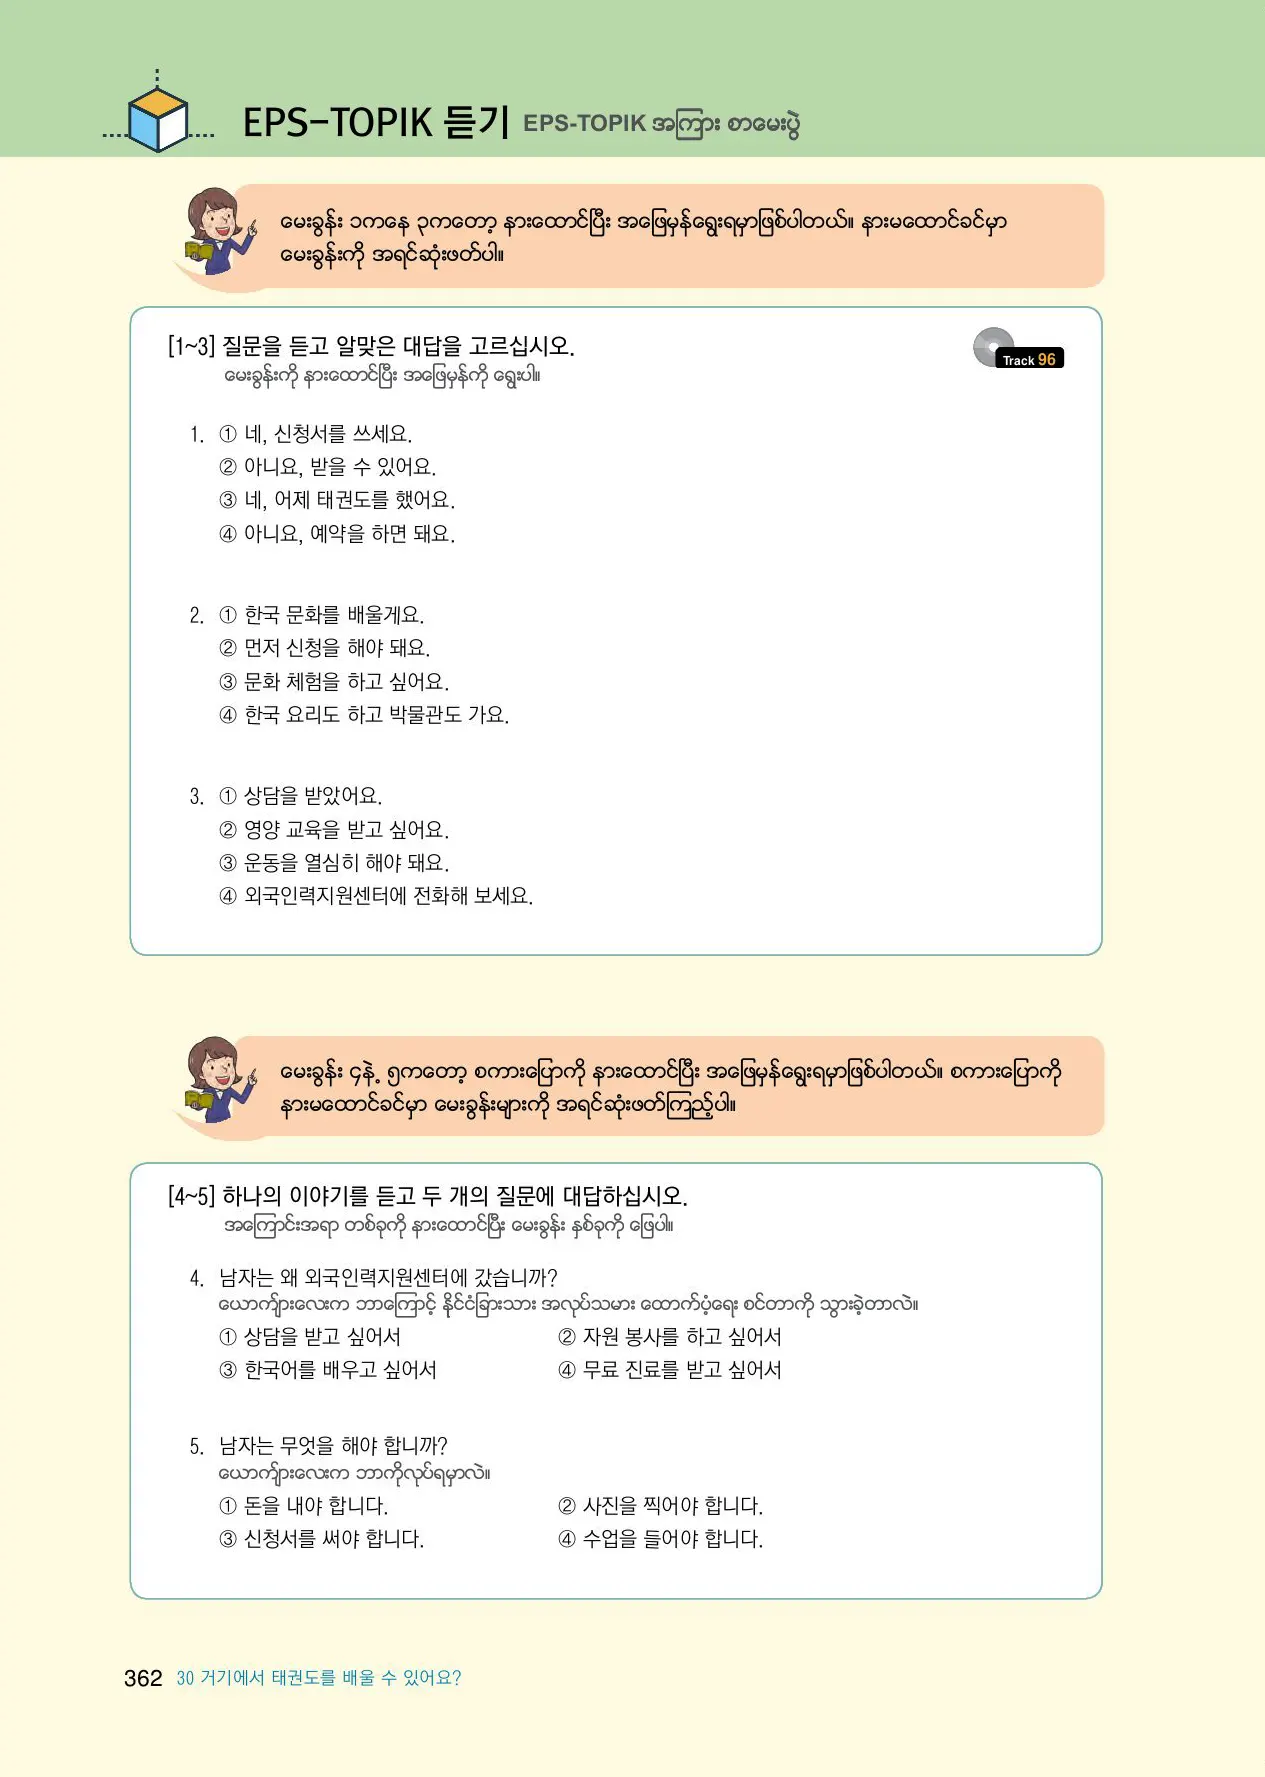 EPS-TOPIK 듣기 EPS-TOPIK အကြား စာမေးပွဲ
မေးခွန်း ၁ကနေ ၃ကတော့ နားထောင်ပြီး အဖြေမှန်ရွေးရမှာဖြစ်ပါတယ်။ နားမထောင်ခင်မှာ
မေးခွန်းကို အရင်ဆုံးဖတ်ပါ။
[1~3] 질문을 듣고 알맞은 대답을 고르십시오.
Track 96
မေးခွန်းကို နားထောင်ပြီး အဖြေမှန်ကို ရွေးပါ။
1. ① 네, 신청서를 쓰세요.
② 아니요, 받을 수 있어요.
③ 네, 어제 태권도를 했어요.
④ 아니요, 예약을 하면 돼요.
2. ① 한국 문화를 배울게요.
② 먼저 신청을 해야 돼요.
③ 문화 체험을 하고 싶어요.
④ 한국 요리도 하고 박물관도 가요.
3. ① 상담을 받았어요.
② 영양 교육을 받고 싶어요.
③ 운동을 열심히 해야 돼요.
④ 외국인력지원센터에 전화해 보세요.
မေးခွန်း ၄နဲ့ ၅ကတော့ စကားပြောကို နားထောင်ပြီး အဖြေမှန်ရွေးရမှာဖြစ်ပါတယ်။ စကားပြောကို
နားမထောင်ခင်မှာ မေးခွန်းများကို အရင်ဆုံးဖတ်ကြည့်ပါ။
[4~5] 하나의 이야기를 듣고 두 개의 질문에 대답하십시오.
အကြောင်းအရာ တစ်ခုကို နားထောင်ပြီး မေးခွန်း နှစ်ခုကို ဖြေပါ။
4. 남자는 왜 외국인력지원센터에 갔습니까?
ယောက်ျားလေးက ဘာကြောင့် နိုင်ငံခြားသား အလုပ်သမား ထောက်ပံ့ရေး စင်တာကို သွားခဲ့တာလဲ။
① 상담을 받고 싶어서 ② 자원 봉사를 하고 싶어서
③ 한국어를 배우고 싶어서 ④ 무료 진료를 받고 싶어서
5. 남자는 무엇을 해야 합니까?
ယောက်ျားလေးက ဘာကိုလုပ်ရမှာလဲ။
① 돈을 내야 합니다. ② 사진을 찍어야 합니다.
③ 신청서를 써야 합니다. ④ 수업을 들어야 합니다.
362 30 거기에서 태권도를 배울 수 있어요?